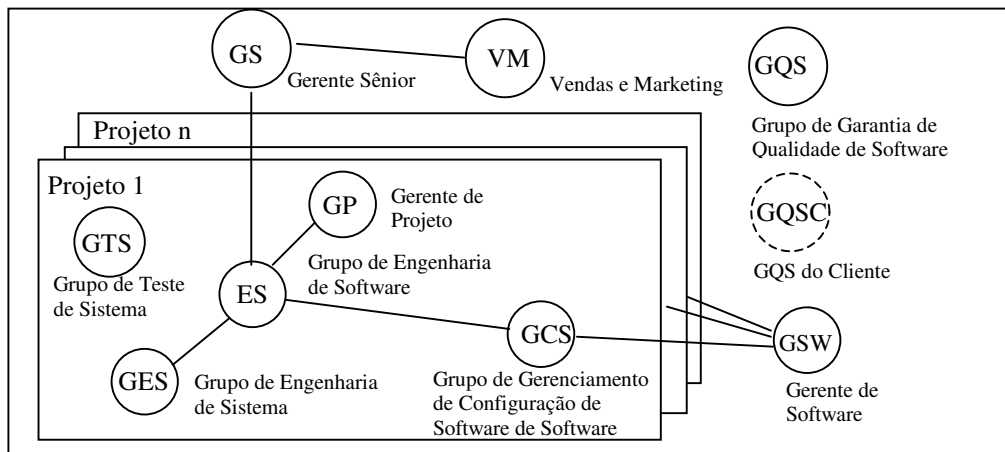 GS
Gerente Sênior
VM
Vendas e Marketing
GQS
Grupo de Garantia de
Qualidade de Software
GQSC
GQS do Cliente
GSW
Gerente de
Software
Projeto n
Projeto 1
GTS
Grupo de Teste
de Sistema
GP
Gerente de
Projeto
ES
Grupo de Engenharia
de Software
GES
Grupo de Engenharia
de Sistema
GCS
Grupo de Gerenciamento
de Configuração de
Software de Software